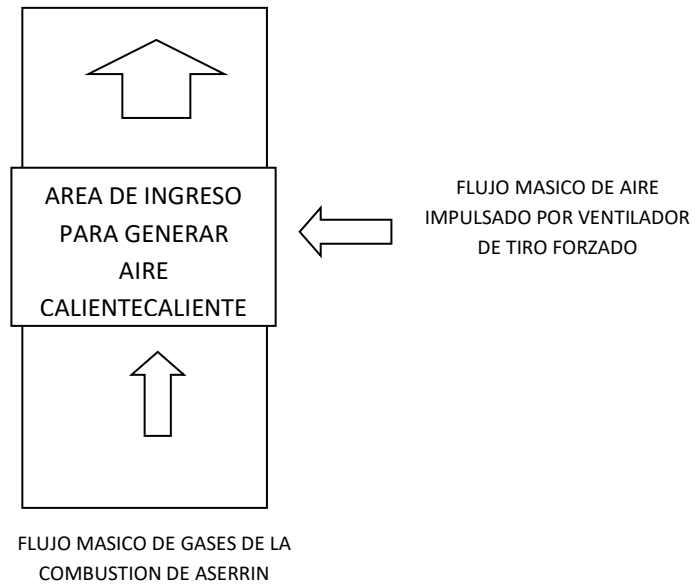 AREA DE INGRESO
PARA GENERAR
AIRE
CALIENTECALIENTE
FLUJO MASICO DE AIRE
IMPULSADO POR VENTILADOR
DE TIRO FORZADO
FLUJO MASICO DE GASES DE LA
COMBUSTION DE ASERRIN